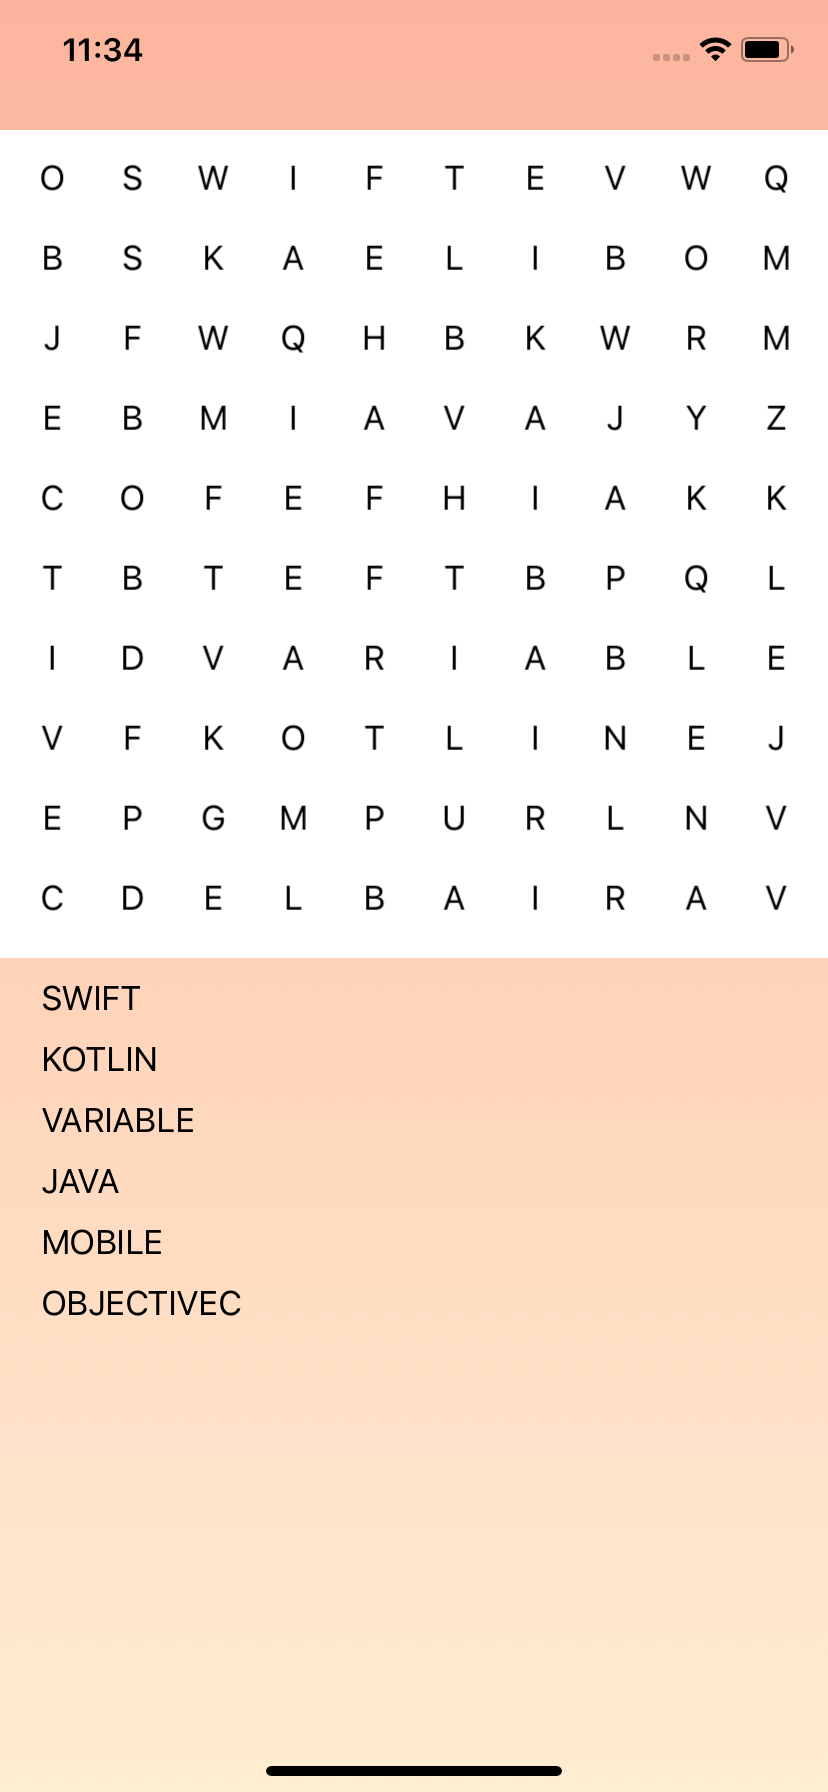 11:34
O S W I F T E V W Q
B S K A E L I B O M
J F W Q H B K W R M
E B M I A V A J Y Z
C O F E F H I A K K
T B T E F T B P Q L
I D V A R I A B L E
V F K O T L I N E J
E P G M P U R L N V
C D E L B A I R A V
SWIFT
KOTLIN
VARIABLE
JAVA
MOBILE
OBJECTIVEC